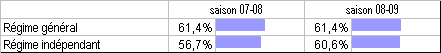 saison 07-08 saison 08-09
Régime général 61,4% 61,4%
Régime indépendant 56,7% 60,6%